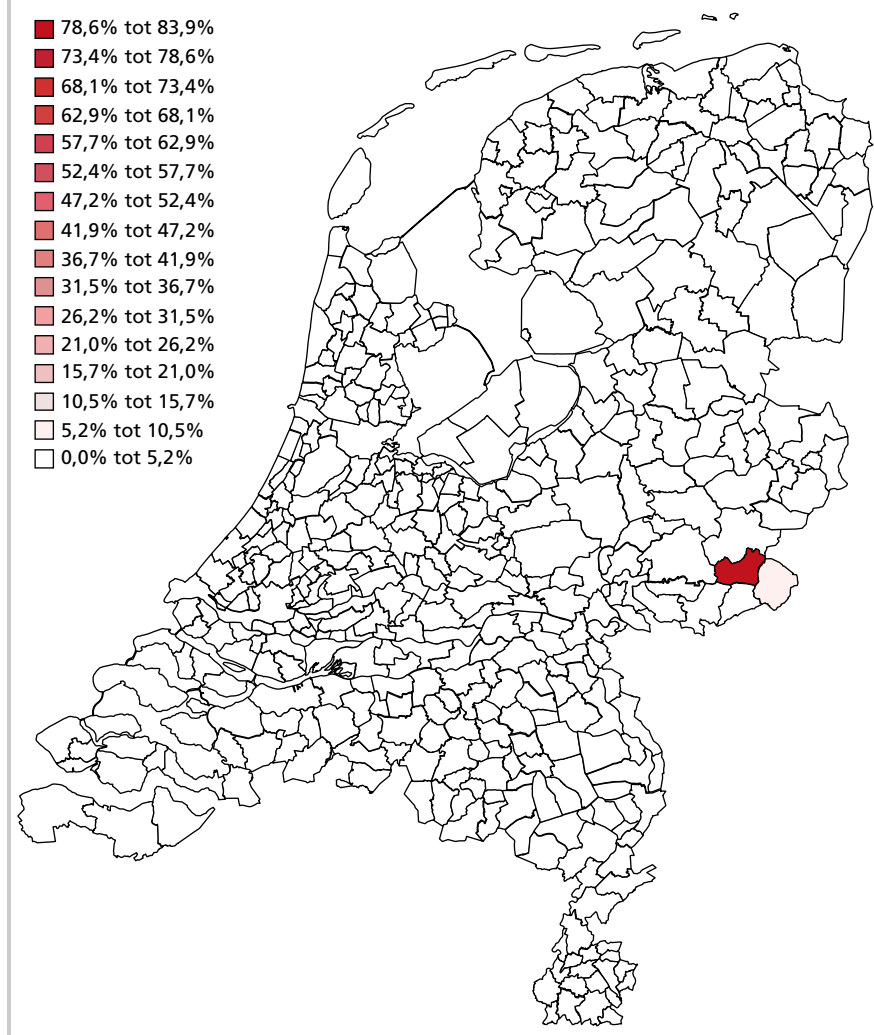 78,6% tot 83,9%
73,4% tot 78,6%
68,1% tot 73,4%
62,9% tot 68,1%
57,7% tot 62,9%
52,4% tot 57,7%
47,2% tot 52,4%
41,9% tot 47,2%
36,7% tot 41,9%
31,5% tot 36,7%
26,2% tot 31,5%
21,0% tot 26,2%
15,7% tot 21,0%
10,5% tot 15,7%
5,2% tot 10,5%
0,0% tot 5,2%